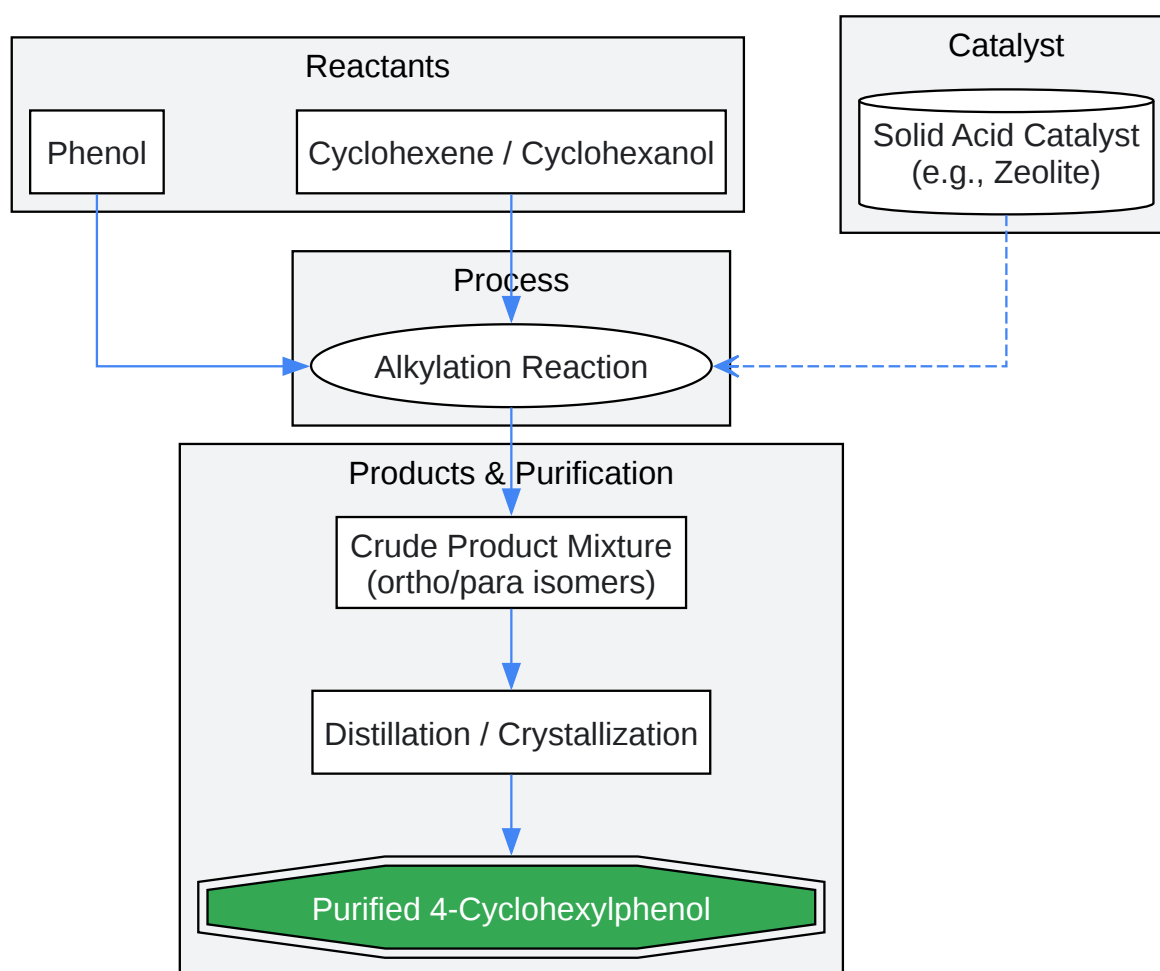 Reactants
Catalyst
Phenol
Cyclohexene / Cyclohexanol
Solid Acid Catalyst
(e.g., Zeolite)
Process
Alkylation Reaction
Products & Purification
Crude Product Mixture
(ortho/para isomers)
Distillation / Crystallization
Purified 4-Cyclohexylphenol